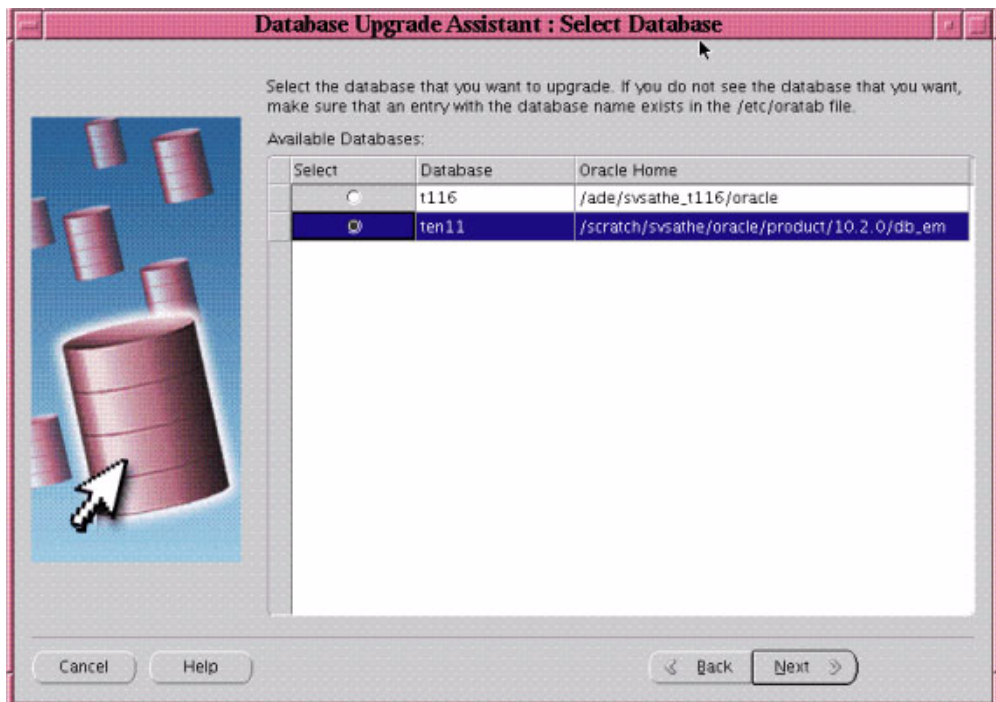 Database Upgrade Assistant : Select Database
Select the database that you want to upgrade. If you do not see the database that you want,
make sure that an entry with the database name exists in the /etc/oratab file.
Available Databases:
Select Database Oracle Home
t116 /ade/svsathe_t116/oracle
ten11 /scratch/svsathe/oracle/product/10.2.0/db_em
Cancel Help Back Next